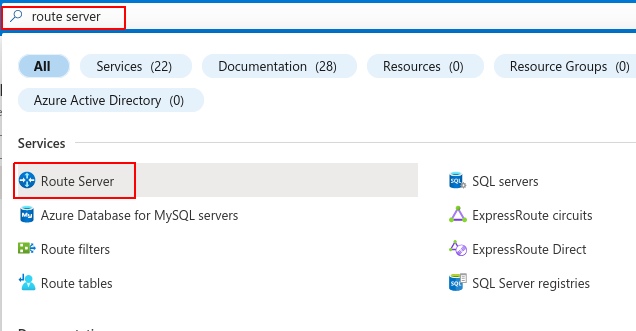 route server
All Services (22) Documentation (28) Resources (0) Resource Groups (0)
Azure Active Directory (0)
Services
Route Server SQL servers
Azure Database for MySQL servers ExpressRoute circuits
Route filters ExpressRoute Direct
Route tables SQL Server registries